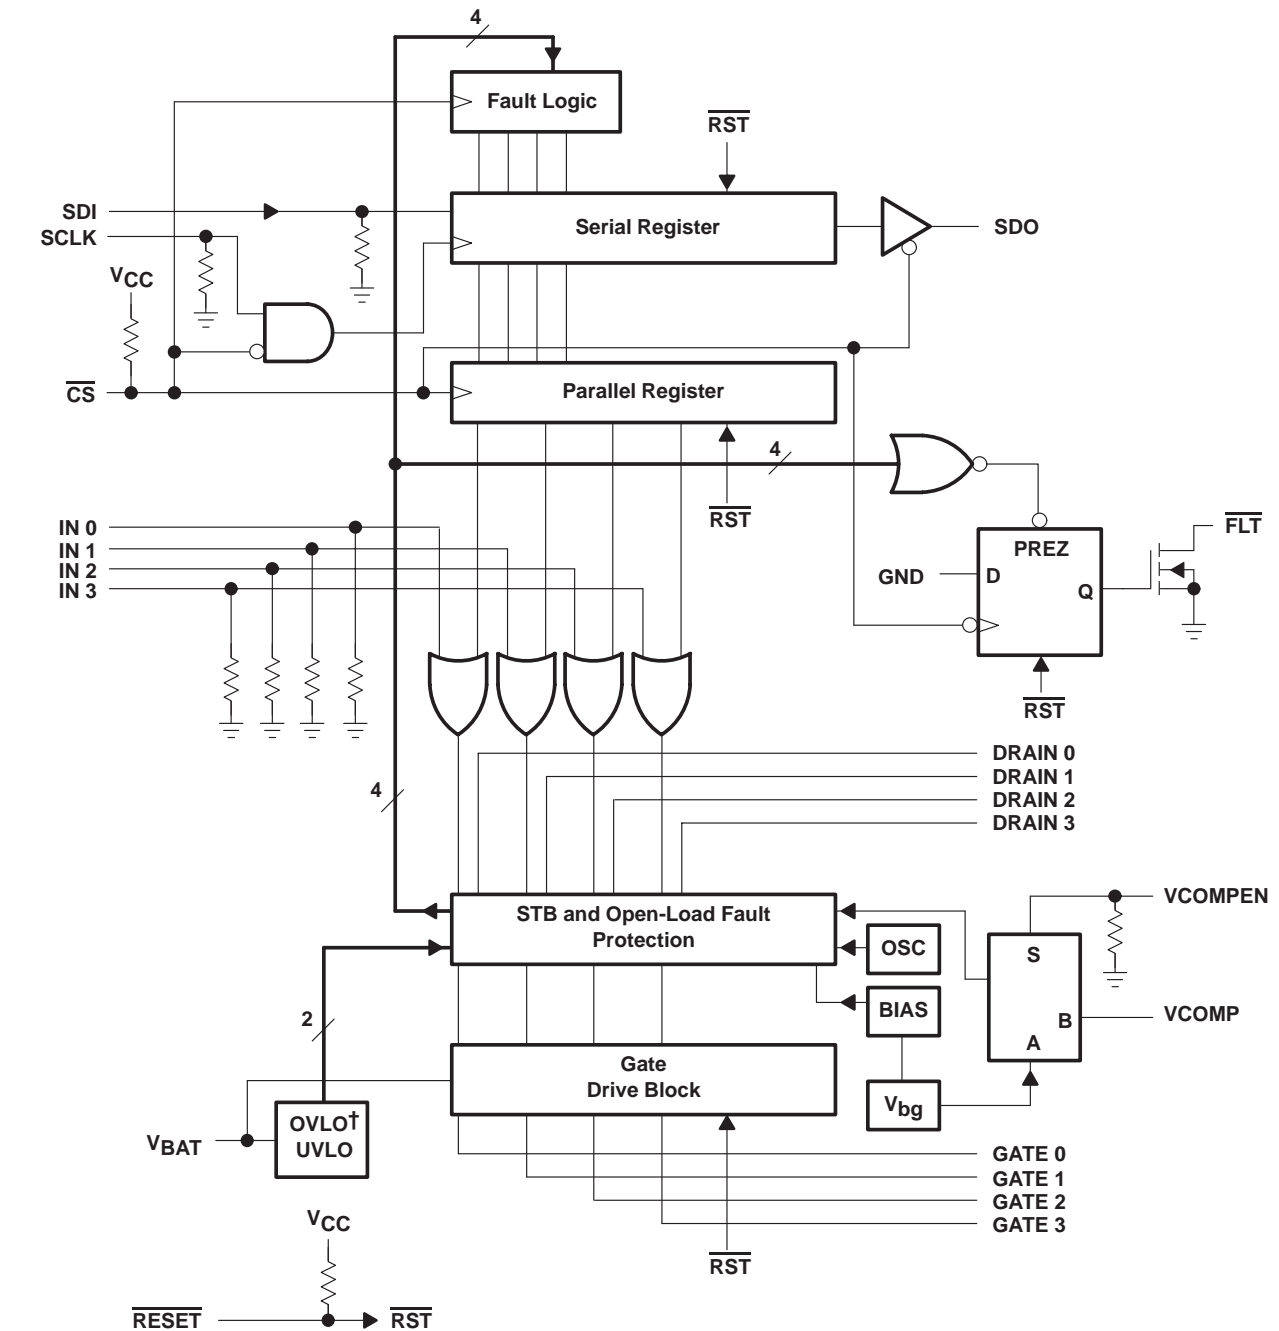 4
Fault Logic
RST
SDI
SCLK
Serial Register
SDO
VCC
CS
Parallel Register
4
RST
IN 0
IN 1
IN 2
IN 3
FLT
PREZ
GND
D
Q
RST
DRAIN 0
DRAIN 1
DRAIN 2
DRAIN 3
4
STB and Open-Load Fault
Protection
OSC
VCOMPEN
S
B
A
VCOMP
2
BIAS
Gate
Drive Block
Vbg
VBAT
OVLO†
UVLO
GATE 0
GATE 1
GATE 2
GATE 3
RST
VCC
RESET
RST